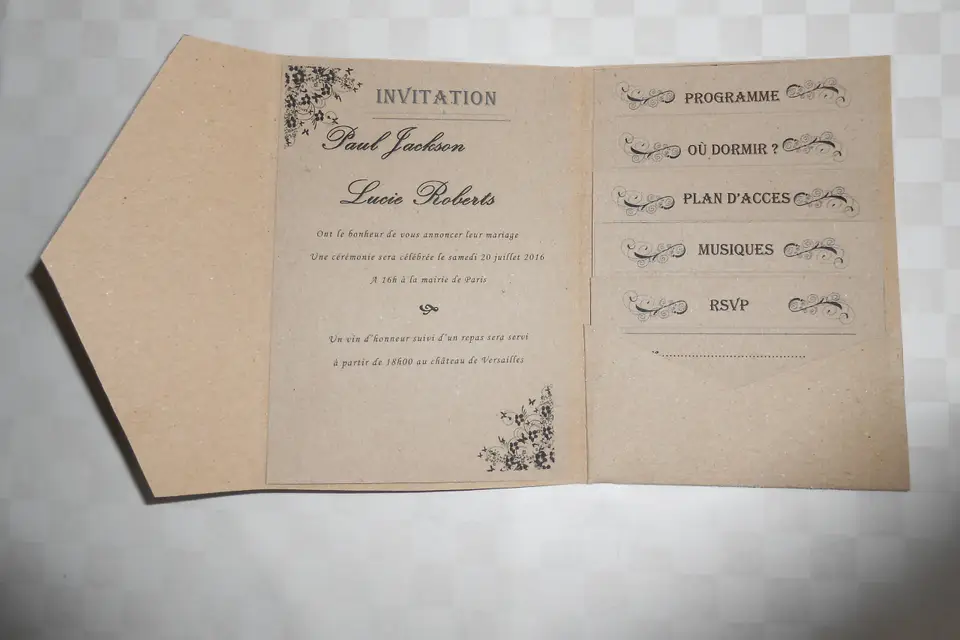 INVITATION
Paul Jackson
Lucie Roberts
Ont le bonheur de vous annoncer leur mariage
Une cérémonie sera célébrée le samedi 20 juillet 2016
A 16h à la mairie de Paris
Un vin d'honneur suivi d'un repas sera servi
à partir de 18h00 au château de Versailles
PROGRAMME
OÙ DORMIR ?
PLAN D'ACCES
MUSIQUES
RSVP